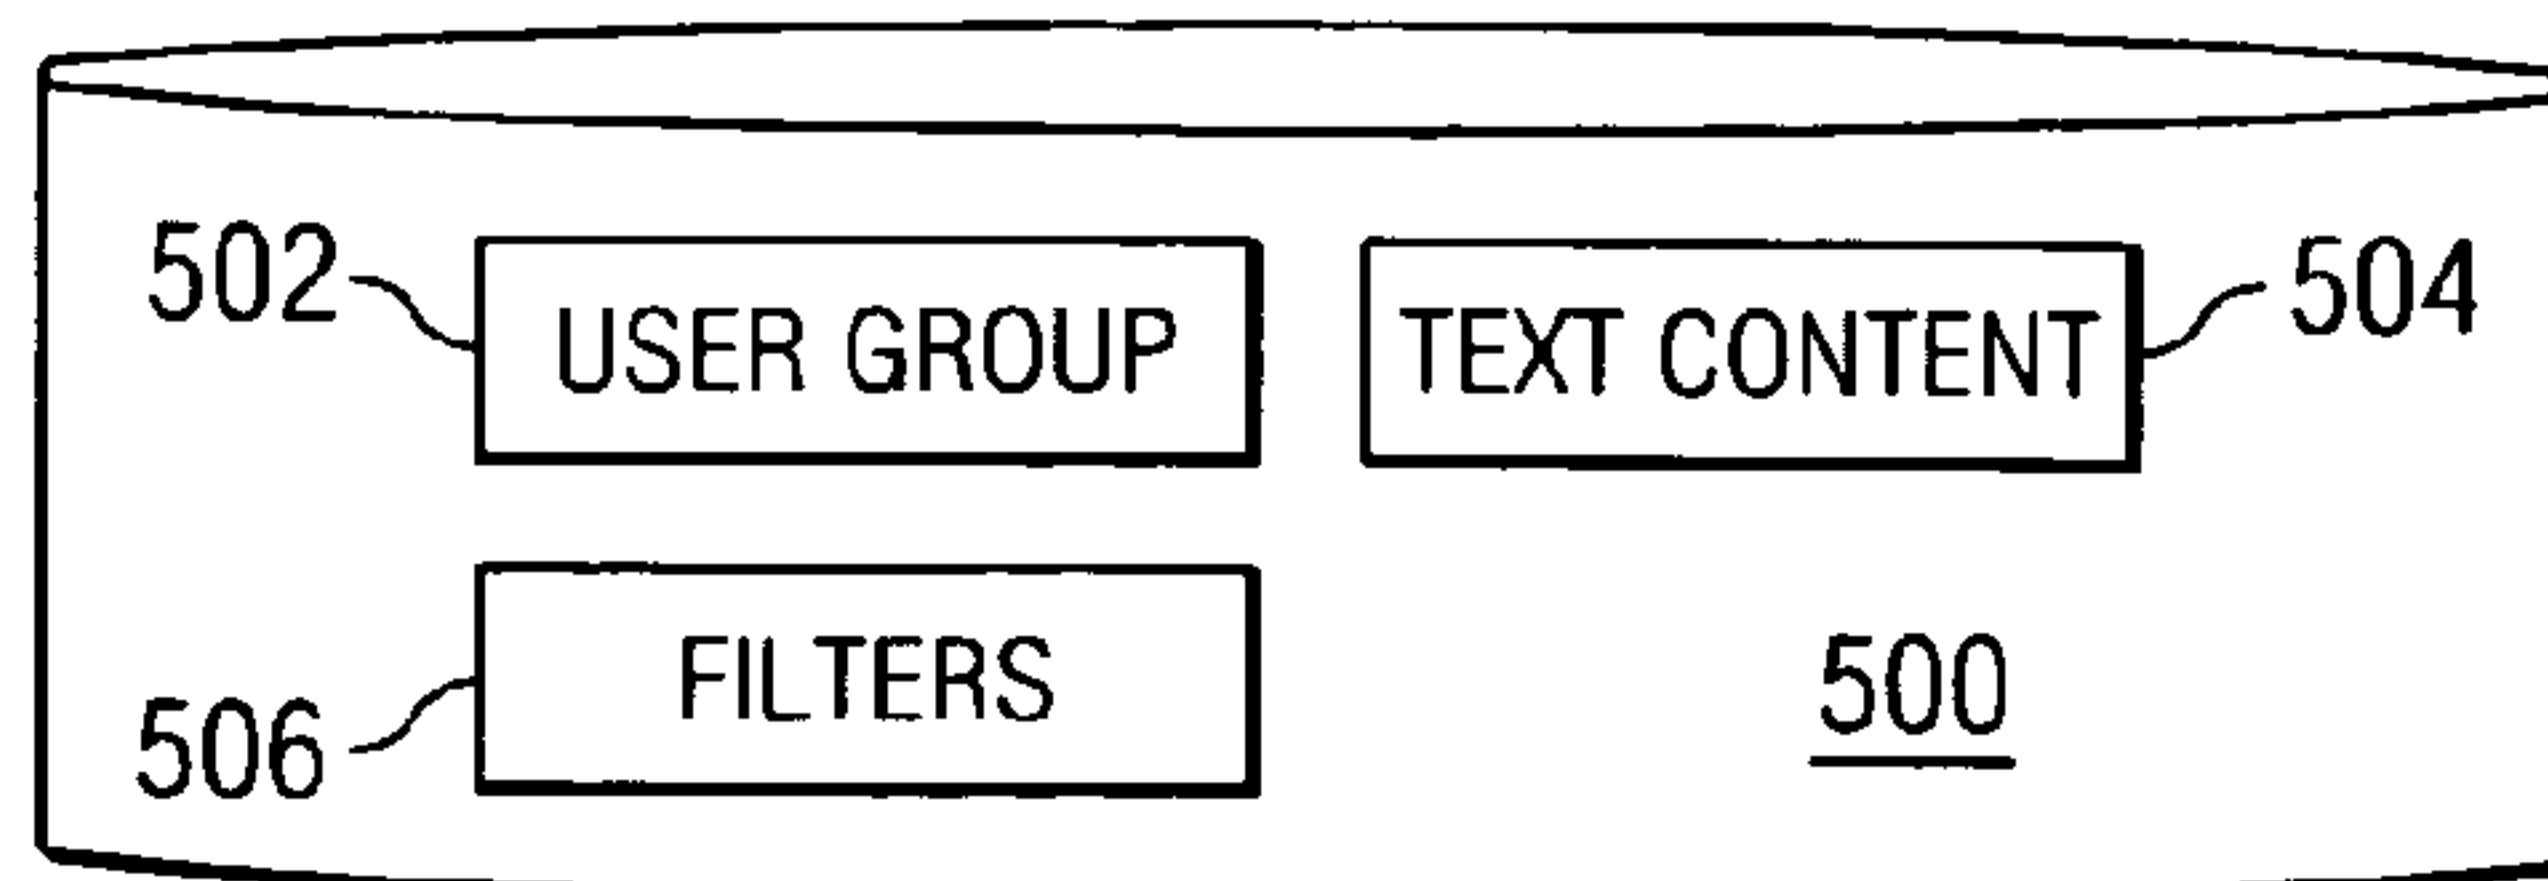 502 USER GROUP TEXT CONTENT 504
506 FILTERS 500